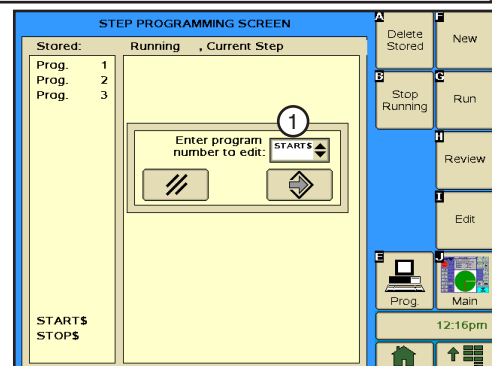 STEP PROGRAMMING SCREEN
Stored: Running , Current Step
Prog. 1
Prog. 2
Prog. 3
1
Enter program
number to edit: START$
START$
STOP$
A
Delete
Stored
F
New
B
Stop
Running
G
Run
H
Review
I
Edit
E
Prog.
J
Main
12:16pm